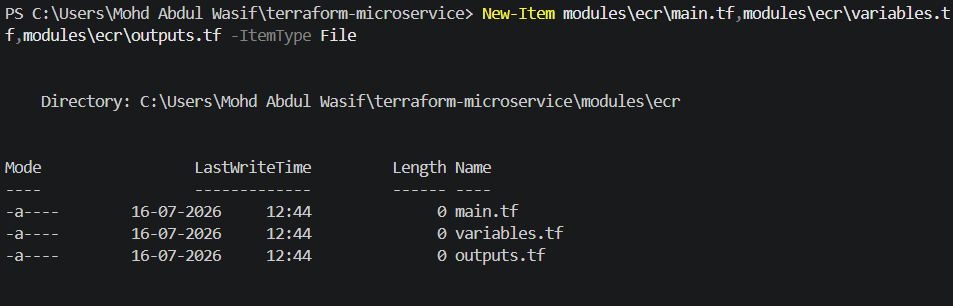 PS C:\Users\Mohd Abdul Wasif\terraform-microservice> New-Item modules\ecr\main.tf,modules\ecr\variables.t
f,modules\ecr\outputs.tf -ItemType File
Directory: C:\Users\Mohd Abdul Wasif\terraform-microservice\modules\ecr
Mode                 LastWriteTime         Length Name
----                 -------------         ------ ----
-a----        16-07-2026     12:44              0 main.tf
-a----        16-07-2026     12:44              0 variables.tf
-a----        16-07-2026     12:44              0 outputs.tf